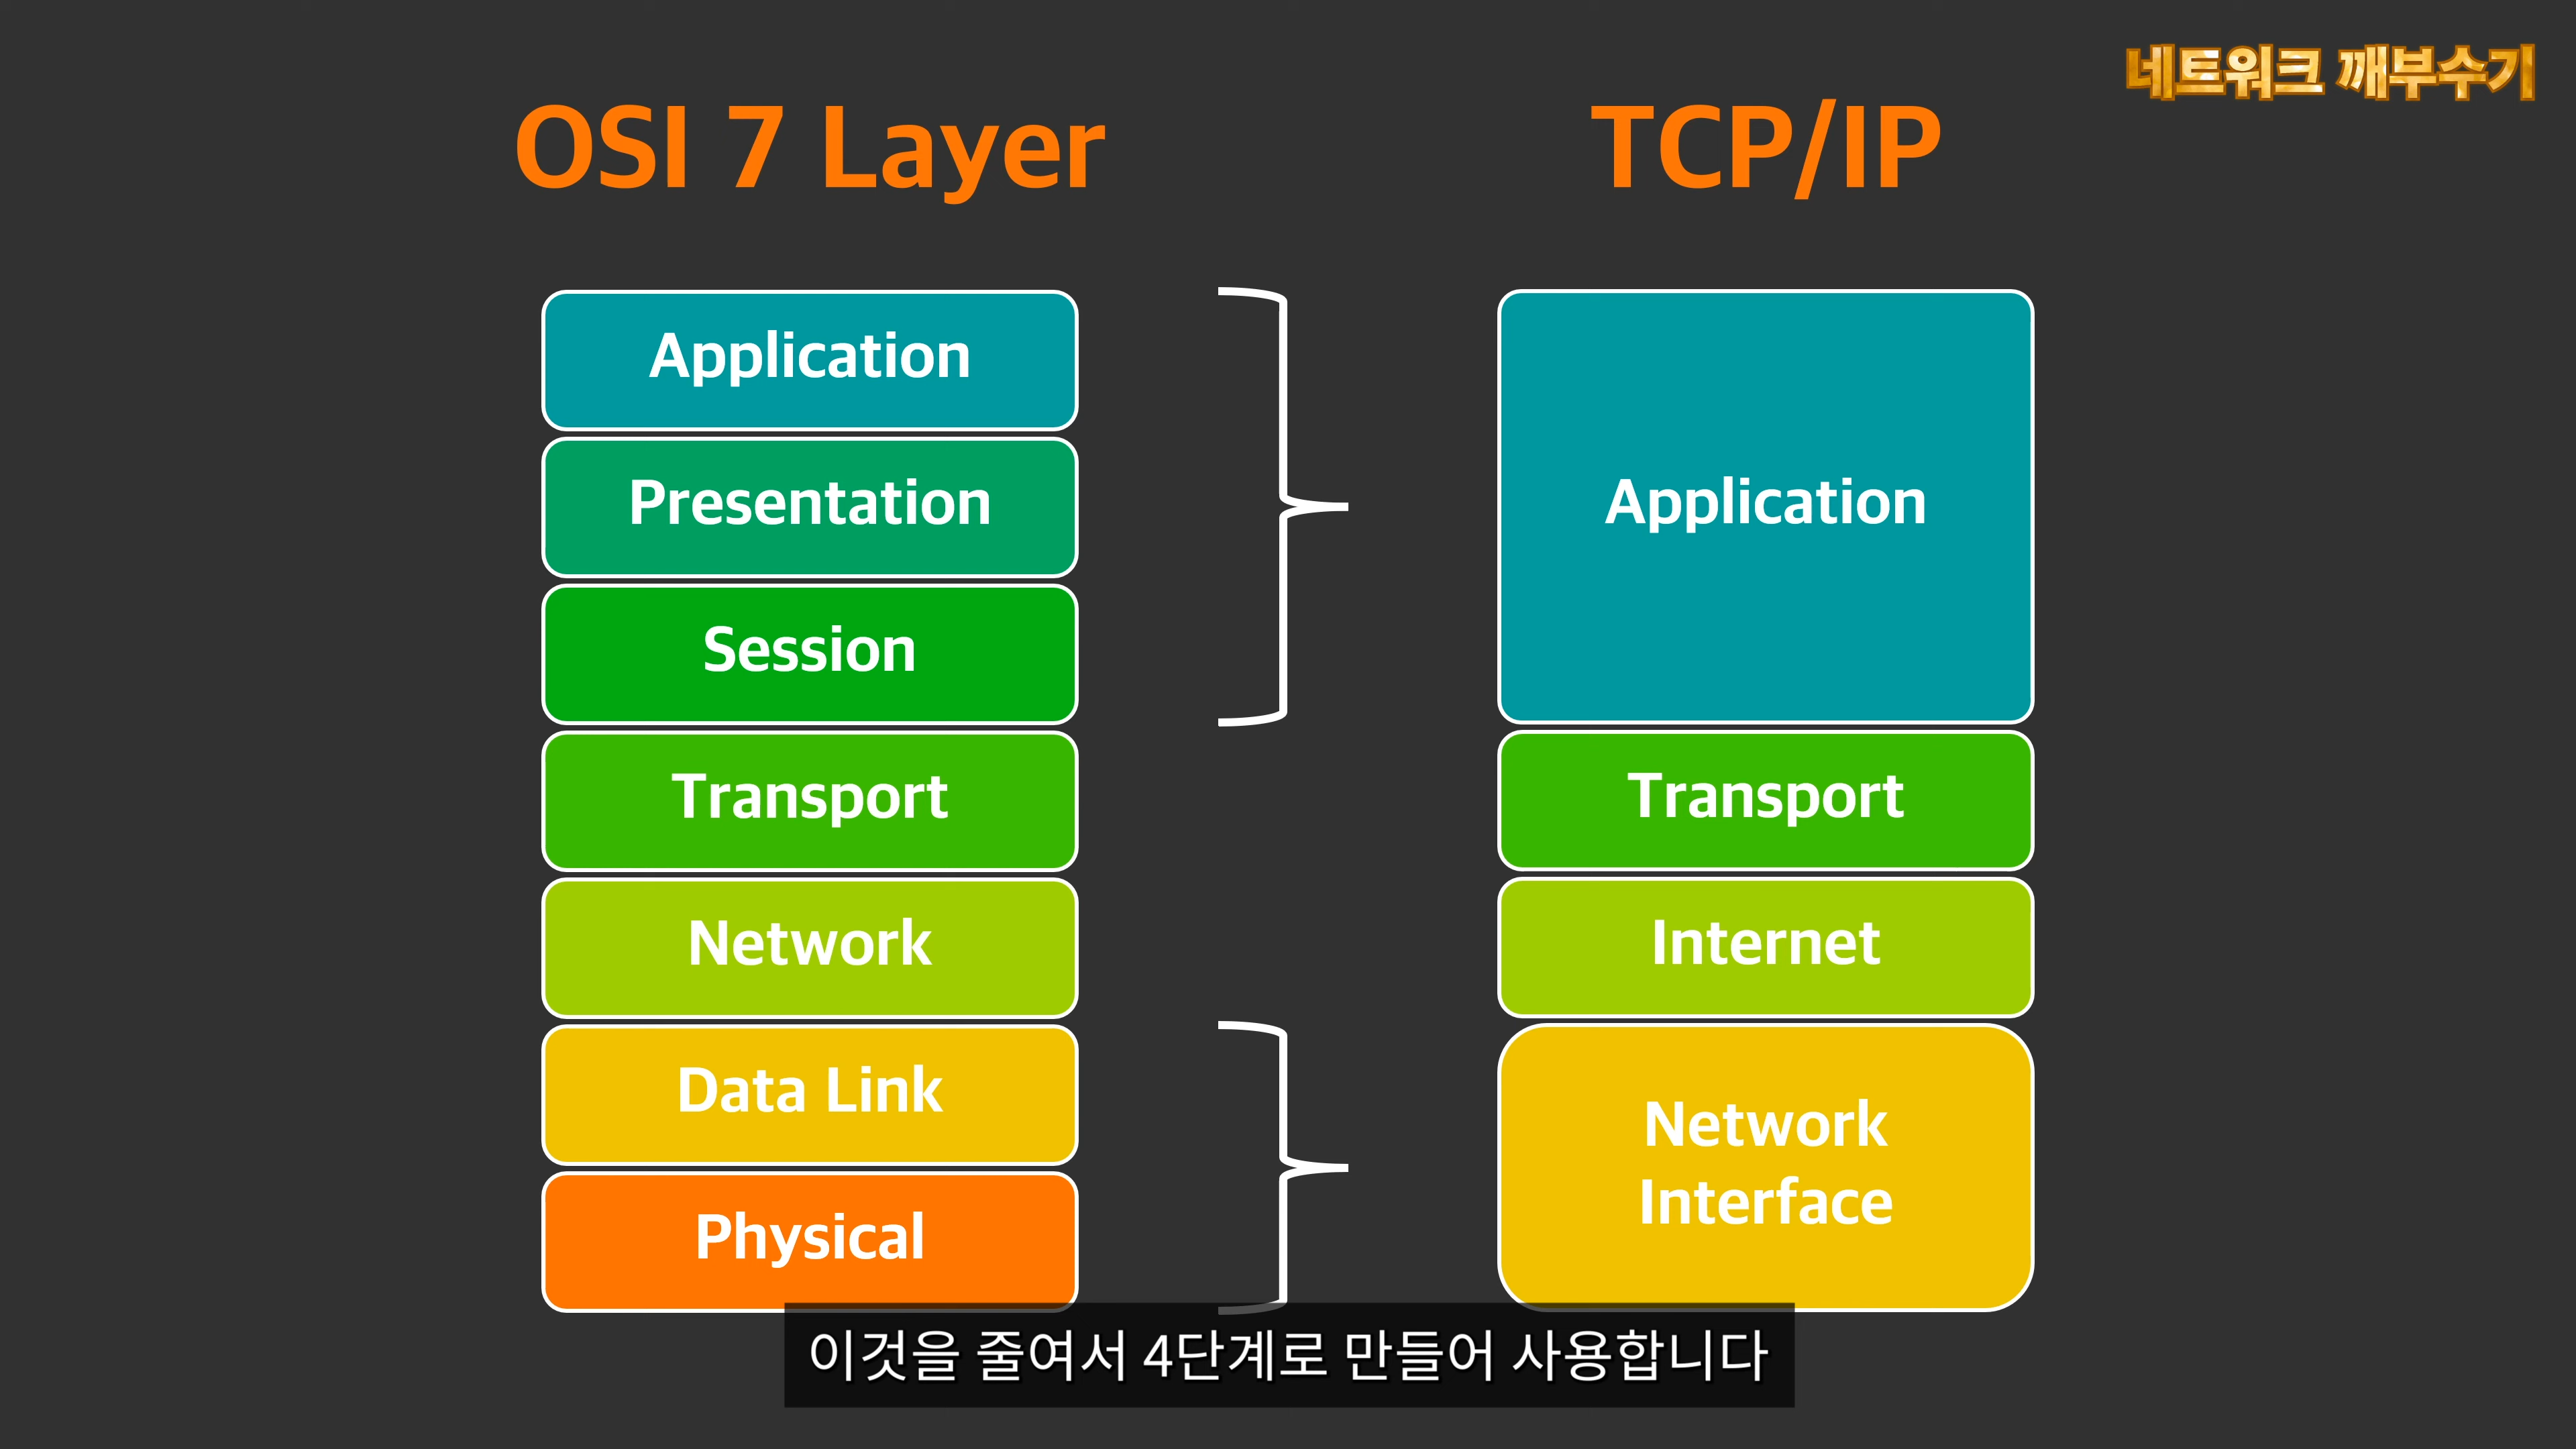 네트워크 깨부수기
OSI 7 Layer
TCP/IP
Application
Presentation
Session
Transport
Network
Data Link
Physical
Application
Transport
Internet
Network
Interface
이것을 줄여서 4단계로 만들어 사용합니다